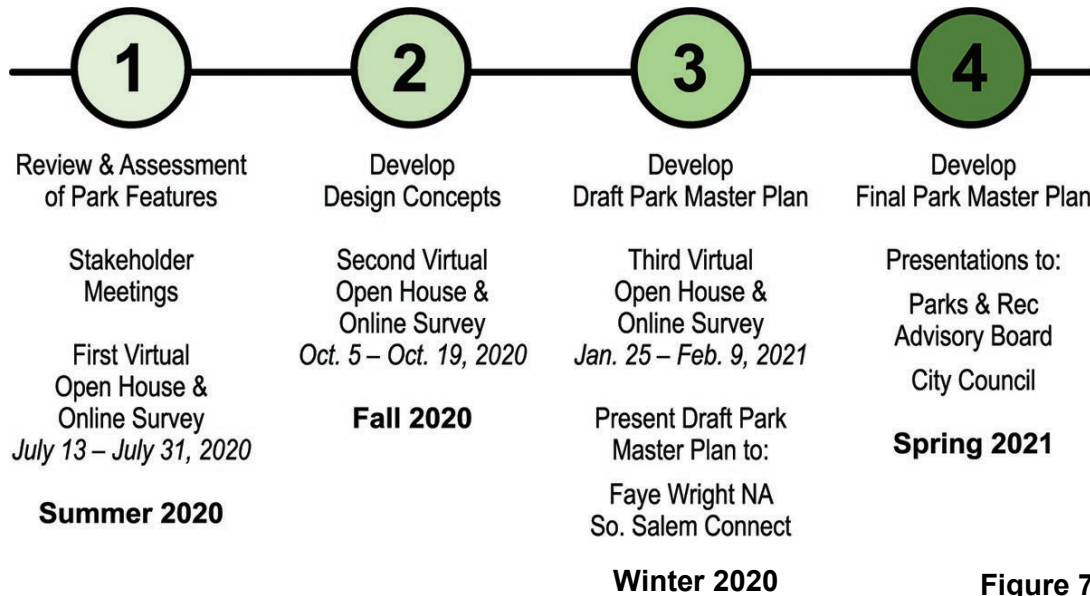 1
Review & Assessment
of Park Features
Stakeholder
Meetings
First Virtual
Open House &
Online Survey
July 13 – July 31, 2020
Summer 2020
2
Develop
Design Concepts
Second Virtual
Open House &
Online Survey
Oct. 5 – Oct. 19, 2020
Fall 2020
3
Develop
Draft Park Master Plan
Third Virtual
Open House &
Online Survey
Jan. 25 – Feb. 9, 2021
Present Draft Park
Master Plan to:
Faye Wright NA
So. Salem Connect
Winter 2020
4
Develop
Final Park Master Plan
Presentations to:
Parks & Rec
Advisory Board
City Council
Spring 2021
Figure 7